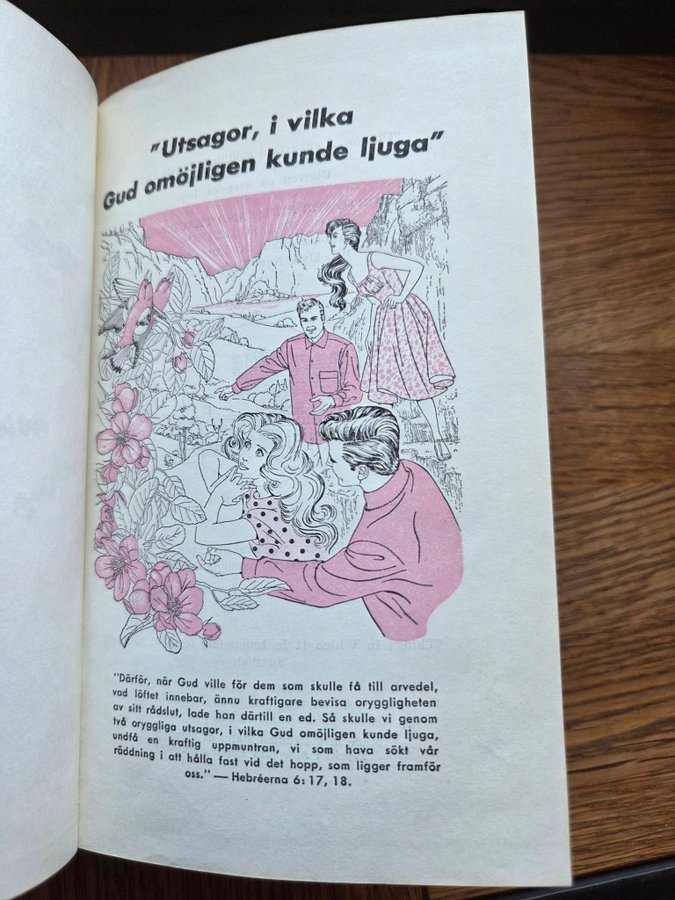 "Utsagor, i vilka
Gud omöjligen kunde ljuga"
"Därför, när Gud ville för dem som skulle få till arvedel,
vad löftet innebar, ännu kraftigare bevisa oryggligheten
av sitt rådslut, lade han därtill en ed. Så skulle vi genom
två oryggliga utsagor, i vilka Gud omöjligen kunde ljuga,
undfå en kraftig uppmuntran, vi som hava sökt vår
räddning i att hålla fast vid det hopp, som ligger framför
oss." — Hebréerna 6:17, 18.